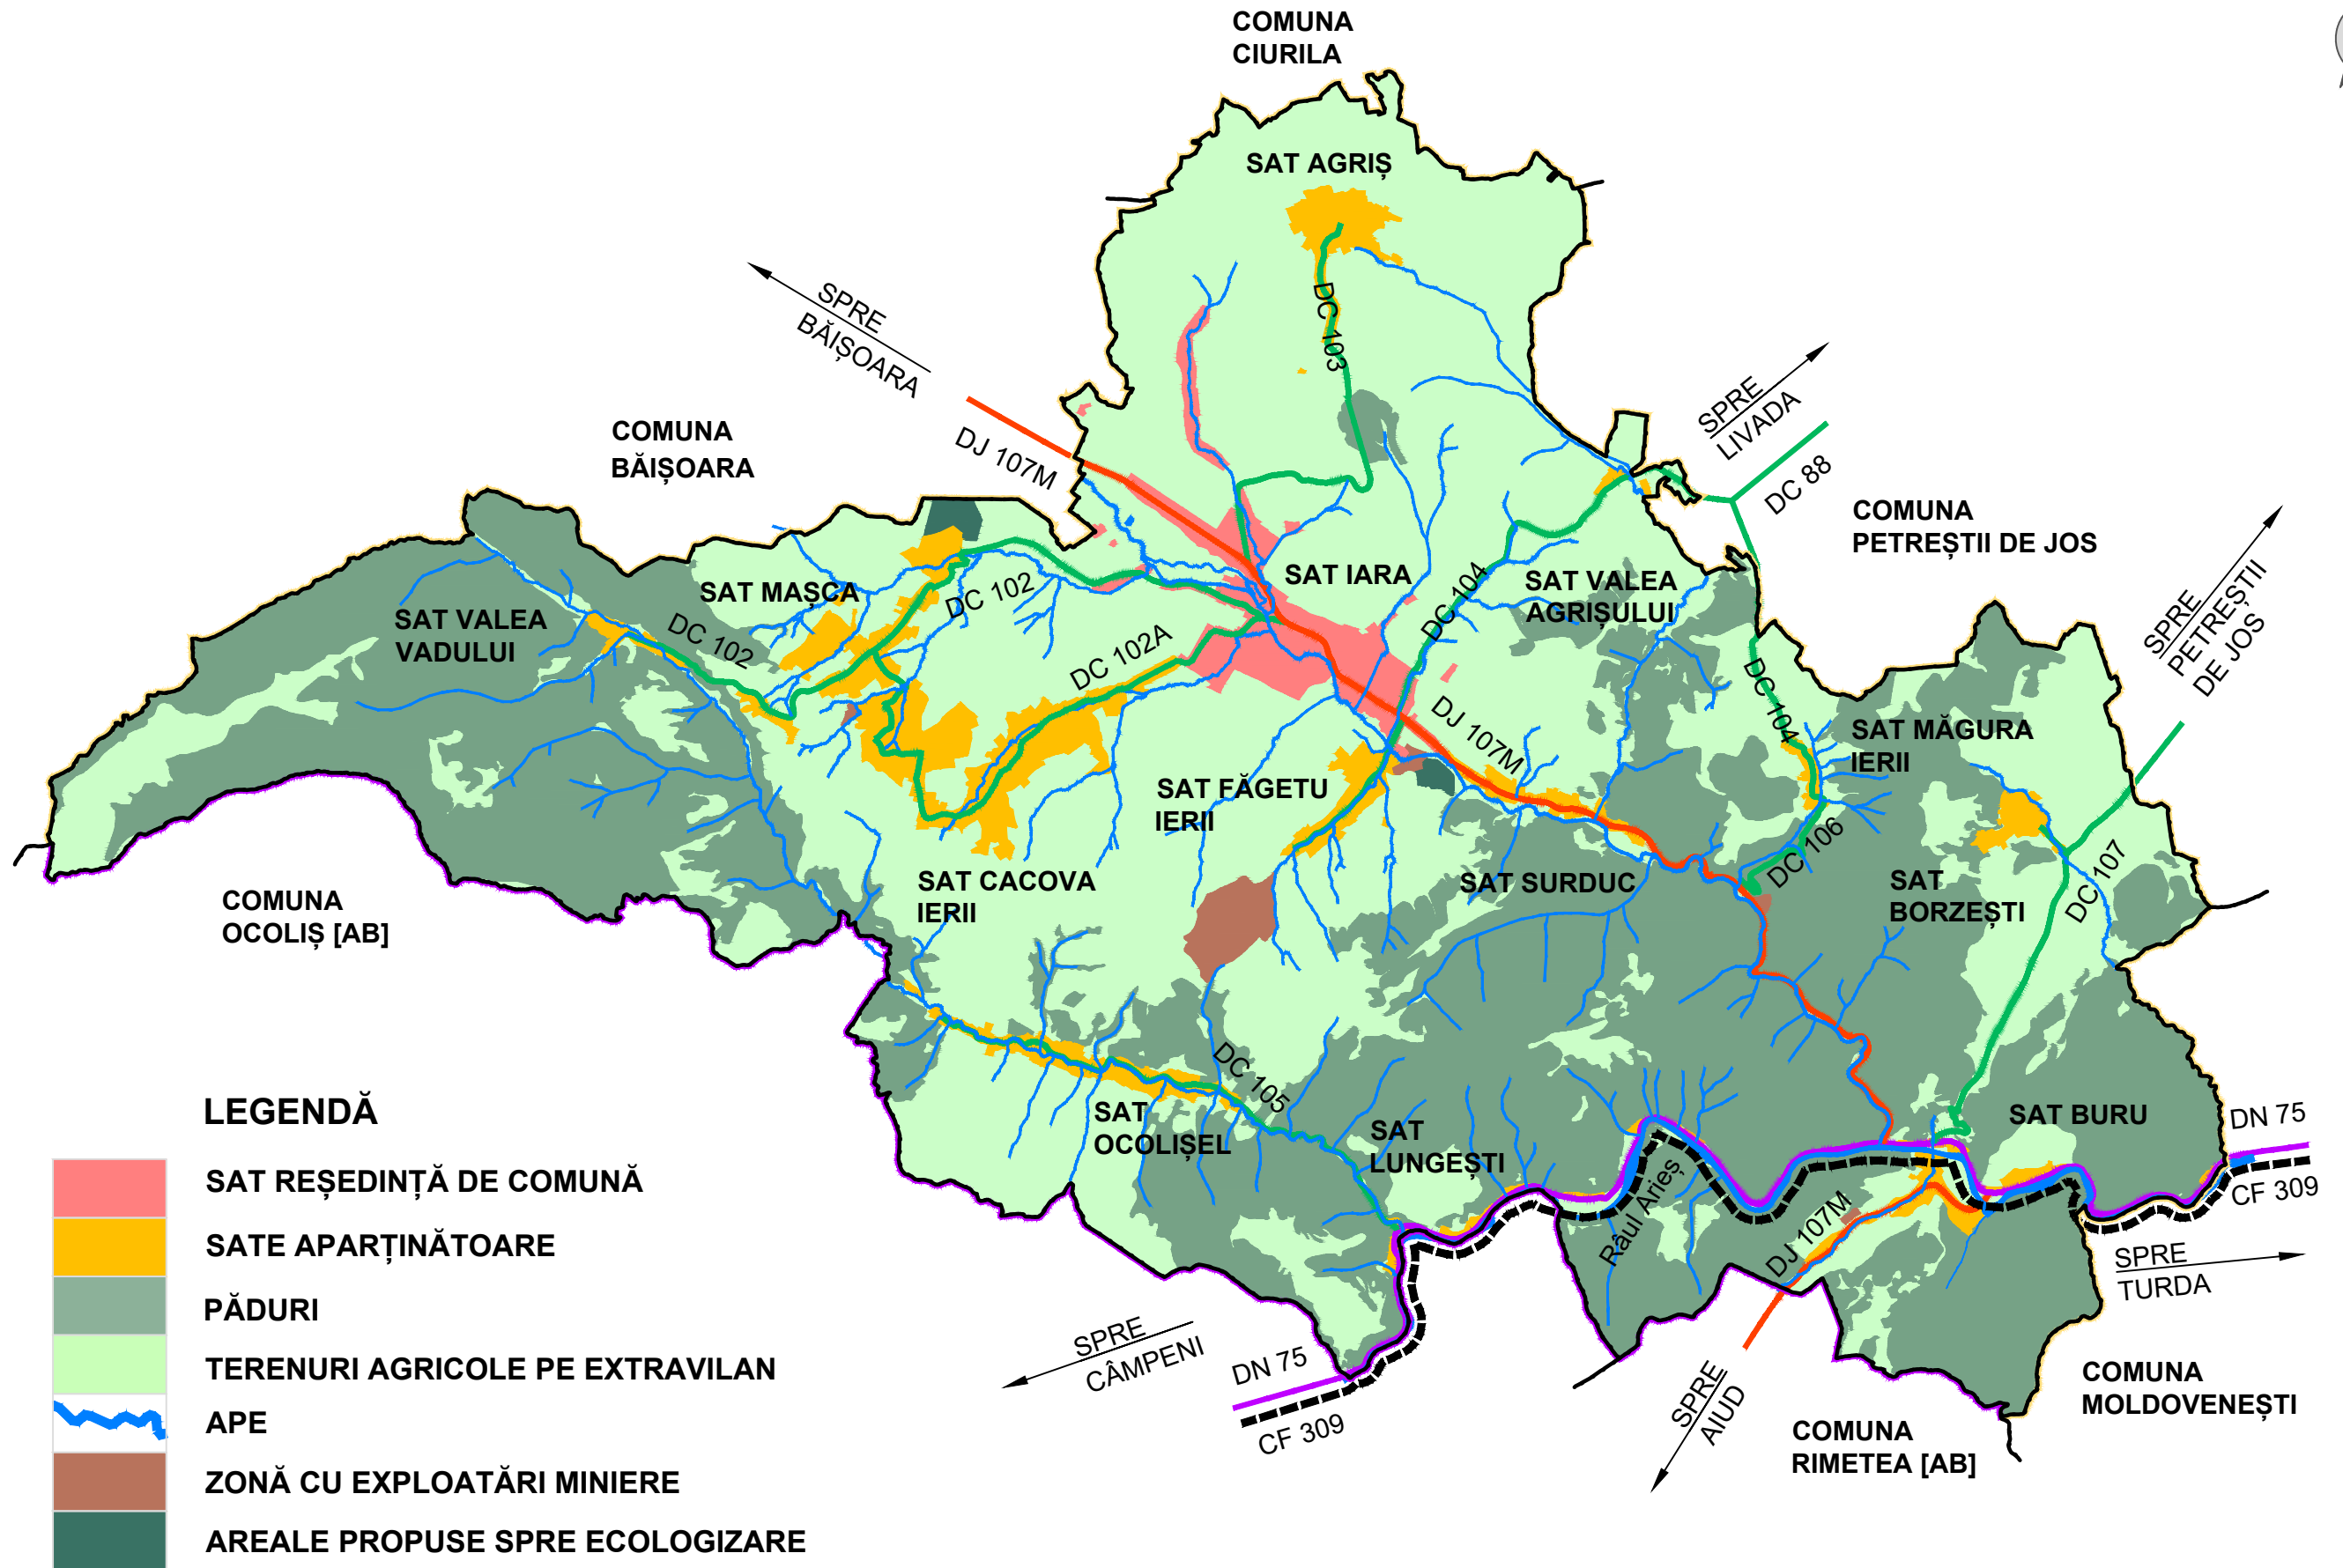 COMUNA
CIURILA
SAT AGRIȘ
SPRE
BĂIȘOARA
DC 103
SPRE
LIVADA
COMUNA
BĂIȘOARA
DJ 107M
DC 88
COMUNA
PETREȘTII DE JOS
SPRE
PETREȘTII
DE JOS
SAT MAȘCA
DC 102
SAT IARA
DC 104
SAT VALEA
AGRIȘULUI
SAT VALEA
VADULUI
DC 102
DC 102A
DC 104
SAT MĂGURA
IERII
DJ 107M
SAT FĂGETU
IERII
DC 106
SAT CACOVA
IERII
SAT SURDUC
SAT
BORZEȘTI
DC 107
COMUNA
OCOLIȘ [AB]
DC 105
SAT
OCOLIȘEL
SAT
LUNGEȘTI
SAT BURU
DN 75
CF 309
Râul Arieș
DJ 107M
SPRE
TURDA
SPRE
CÂMPENI
DN 75
CF 309
SPRE
AIUD
COMUNA
RIMETEA [AB]
COMUNA
MOLDOVENEȘTI
LEGENDĂ
SAT REȘEDINȚĂ DE COMUNĂ
SATE APARȚINĂTOARE
PĂDURI
TERENURI AGRICOLE PE EXTRAVILAN
APE
ZONĂ CU EXPLOATĂRI MINIERE
AREALE PROPUSE SPRE ECOLOGIZARE